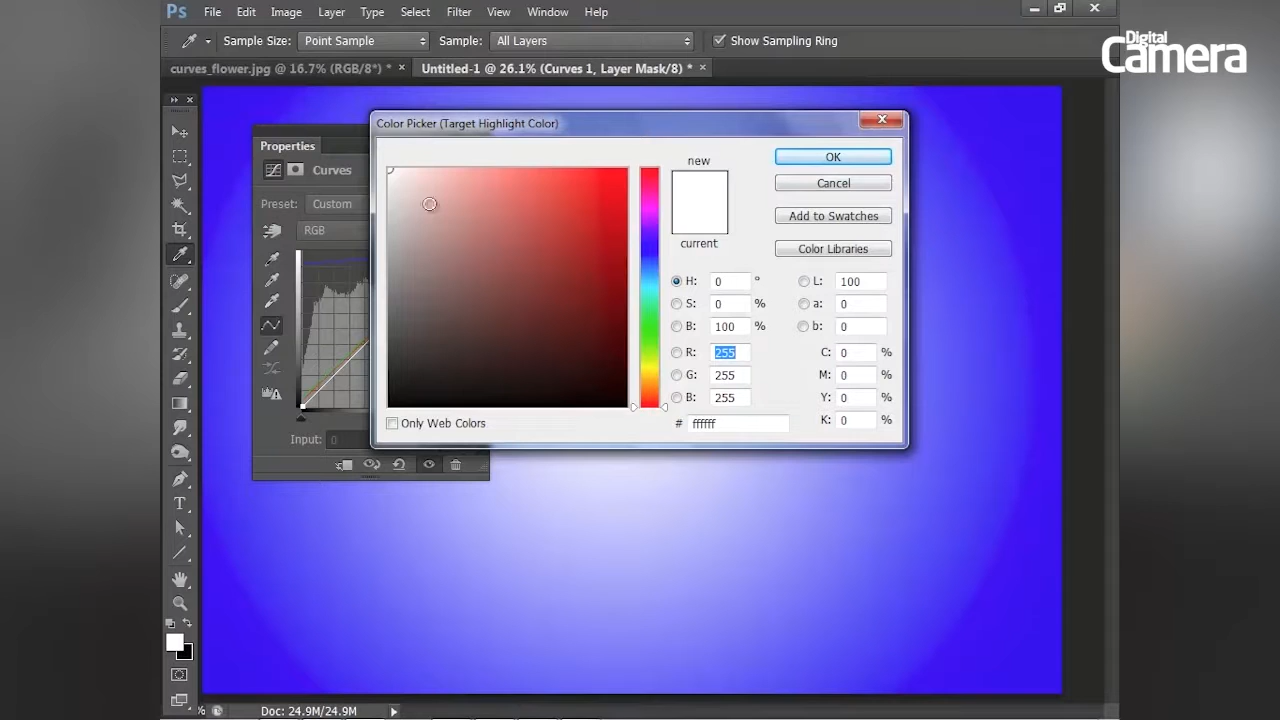 Ps File Edit Image Layer Type Select Filter View Window Help
Sample Size: Point Sample Sample: All Layers Show Sampling Ring
Digital
Camera
curves_flower.jpg @ 16.7% (RGB/8*) * × Untitled-1 @ 26.1% (Curves 1, Layer Mask/8) * ×
Color Picker (Target Highlight Color)
Properties
Curves
Preset: Custom
RGB
Input: 0
new
current
OK
Cancel
Add to Swatches
Color Libraries
H: 0 ° L: 100
S: 0 % a: 0
B: 100 % b: 0
R: 255 C: 0 %
G: 255 M: 0 %
B: 255 Y: 0 %
# ffffff K: 0 %
Only Web Colors
T
% Doc: 24.9M/24.9M